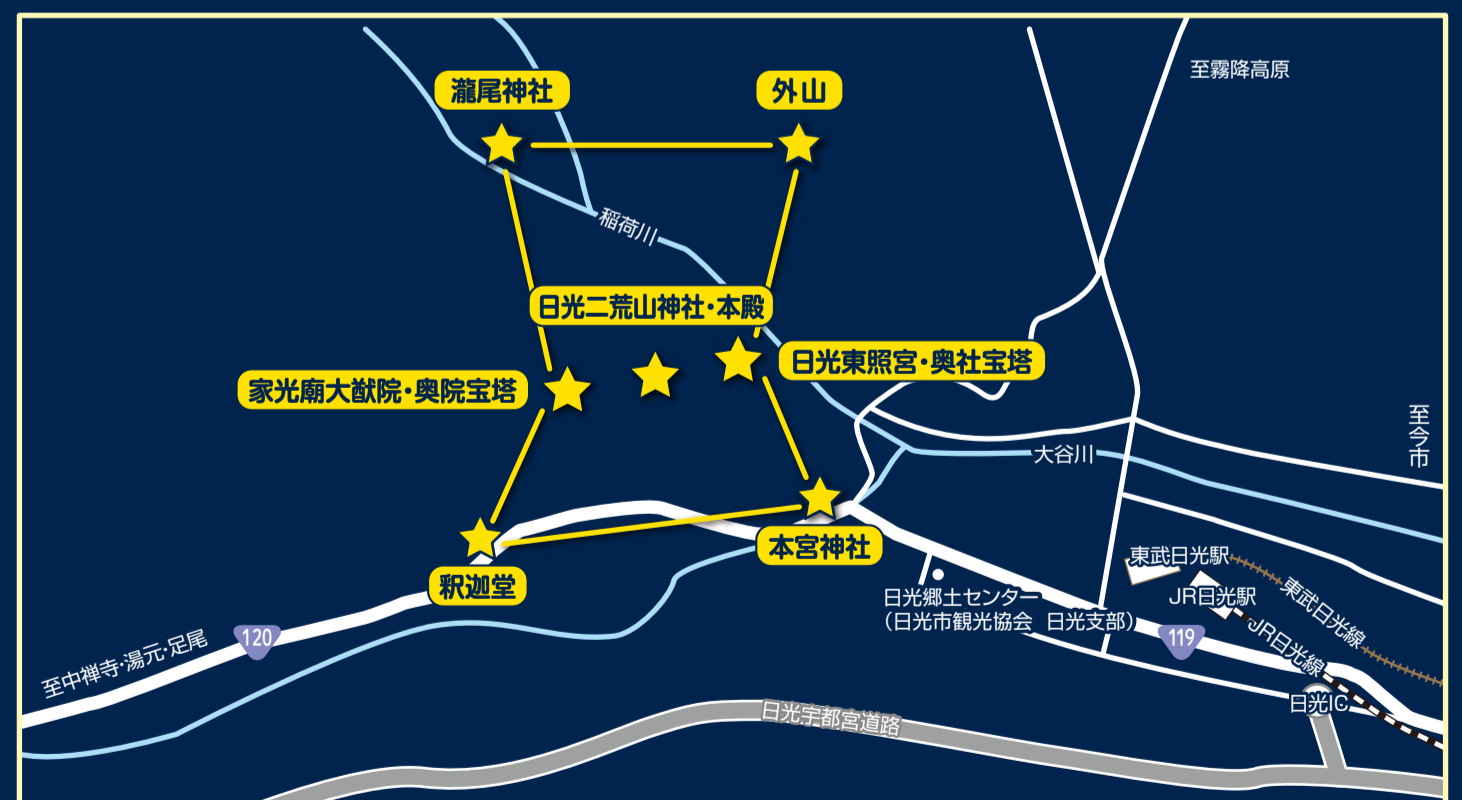 至霧降高原
瀧尾神社
外山
稲荷川
日光二荒山神社・本殿
日光東照宮・奥社宝塔
家光廟大猷院・奥院宝塔
至今市
大谷川
本宮神社
釈迦堂
東武日光駅
JR日光駅
東武日光線
JR日光線
日光郷土センター
（日光市観光協会 日光支部）
120
119
至中禅寺・湯元・足尾
日光IC
日光宇都宮道路